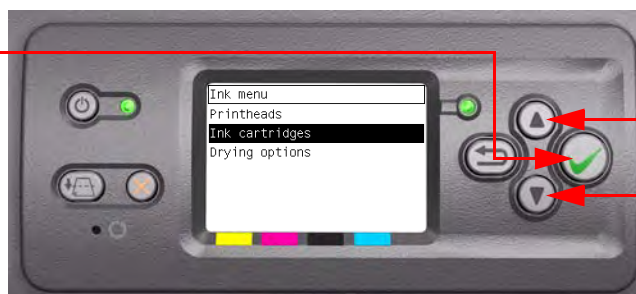 Ink menu
Printheads
Ink cartridges
Drying options